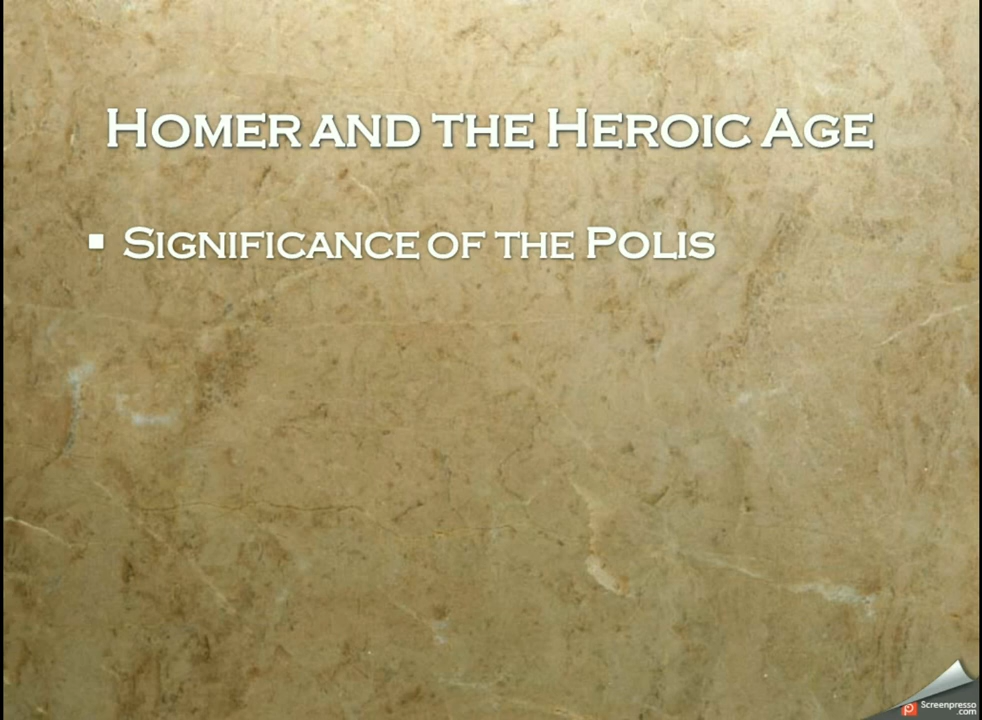 Homer and the Heroic Age
▪ Significance of the Polis
Screenpresso
.com